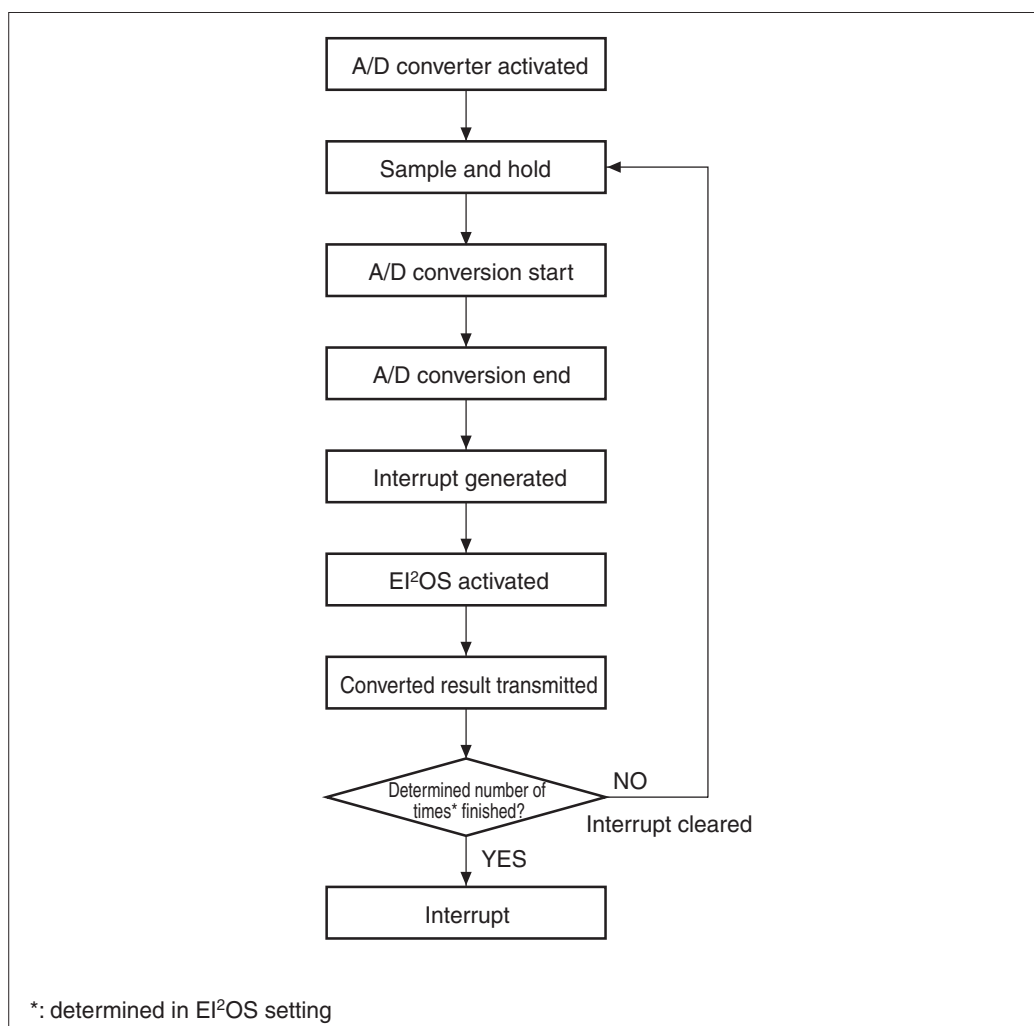 A/D converter activated
Sample and hold
A/D conversion start
A/D conversion end
Interrupt generated
EI²OS activated
Converted result transmitted
Determined number of
times* finished?
NO
Interrupt cleared
YES
Interrupt
*: determined in EI²OS setting